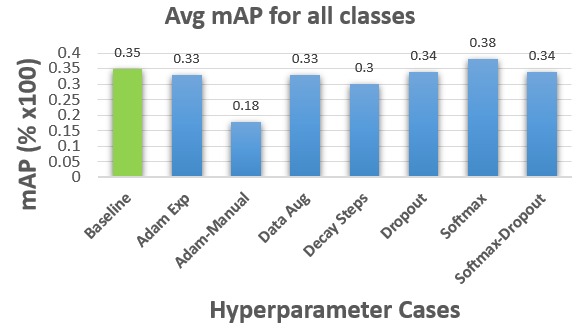 Avg mAP for all classes
mAP (% x100)
0.4
0.35
0.3
0.25
0.2
0.15
0.1
0.05
0
0.35
0.33
0.18
0.33
0.3
0.34
0.38
0.34
Baseline
Adam Exp
Adam-Manual
Data Aug
Decay Steps
Dropout
Softmax
Softmax-Dropout
Hyperparameter Cases